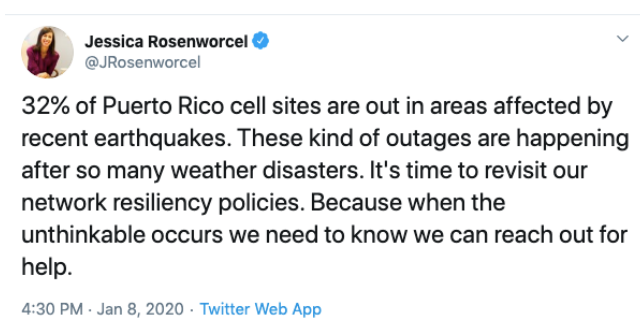 Jessica Rosenworcel
@JRosenworcel
32% of Puerto Rico cell sites are out in areas affected by
recent earthquakes. These kind of outages are happening
after so many weather disasters. It's time to revisit our
network resiliency policies. Because when the
unthinkable occurs we need to know we can reach out for
help.
4:30 PM · Jan 8, 2020 · Twitter Web App